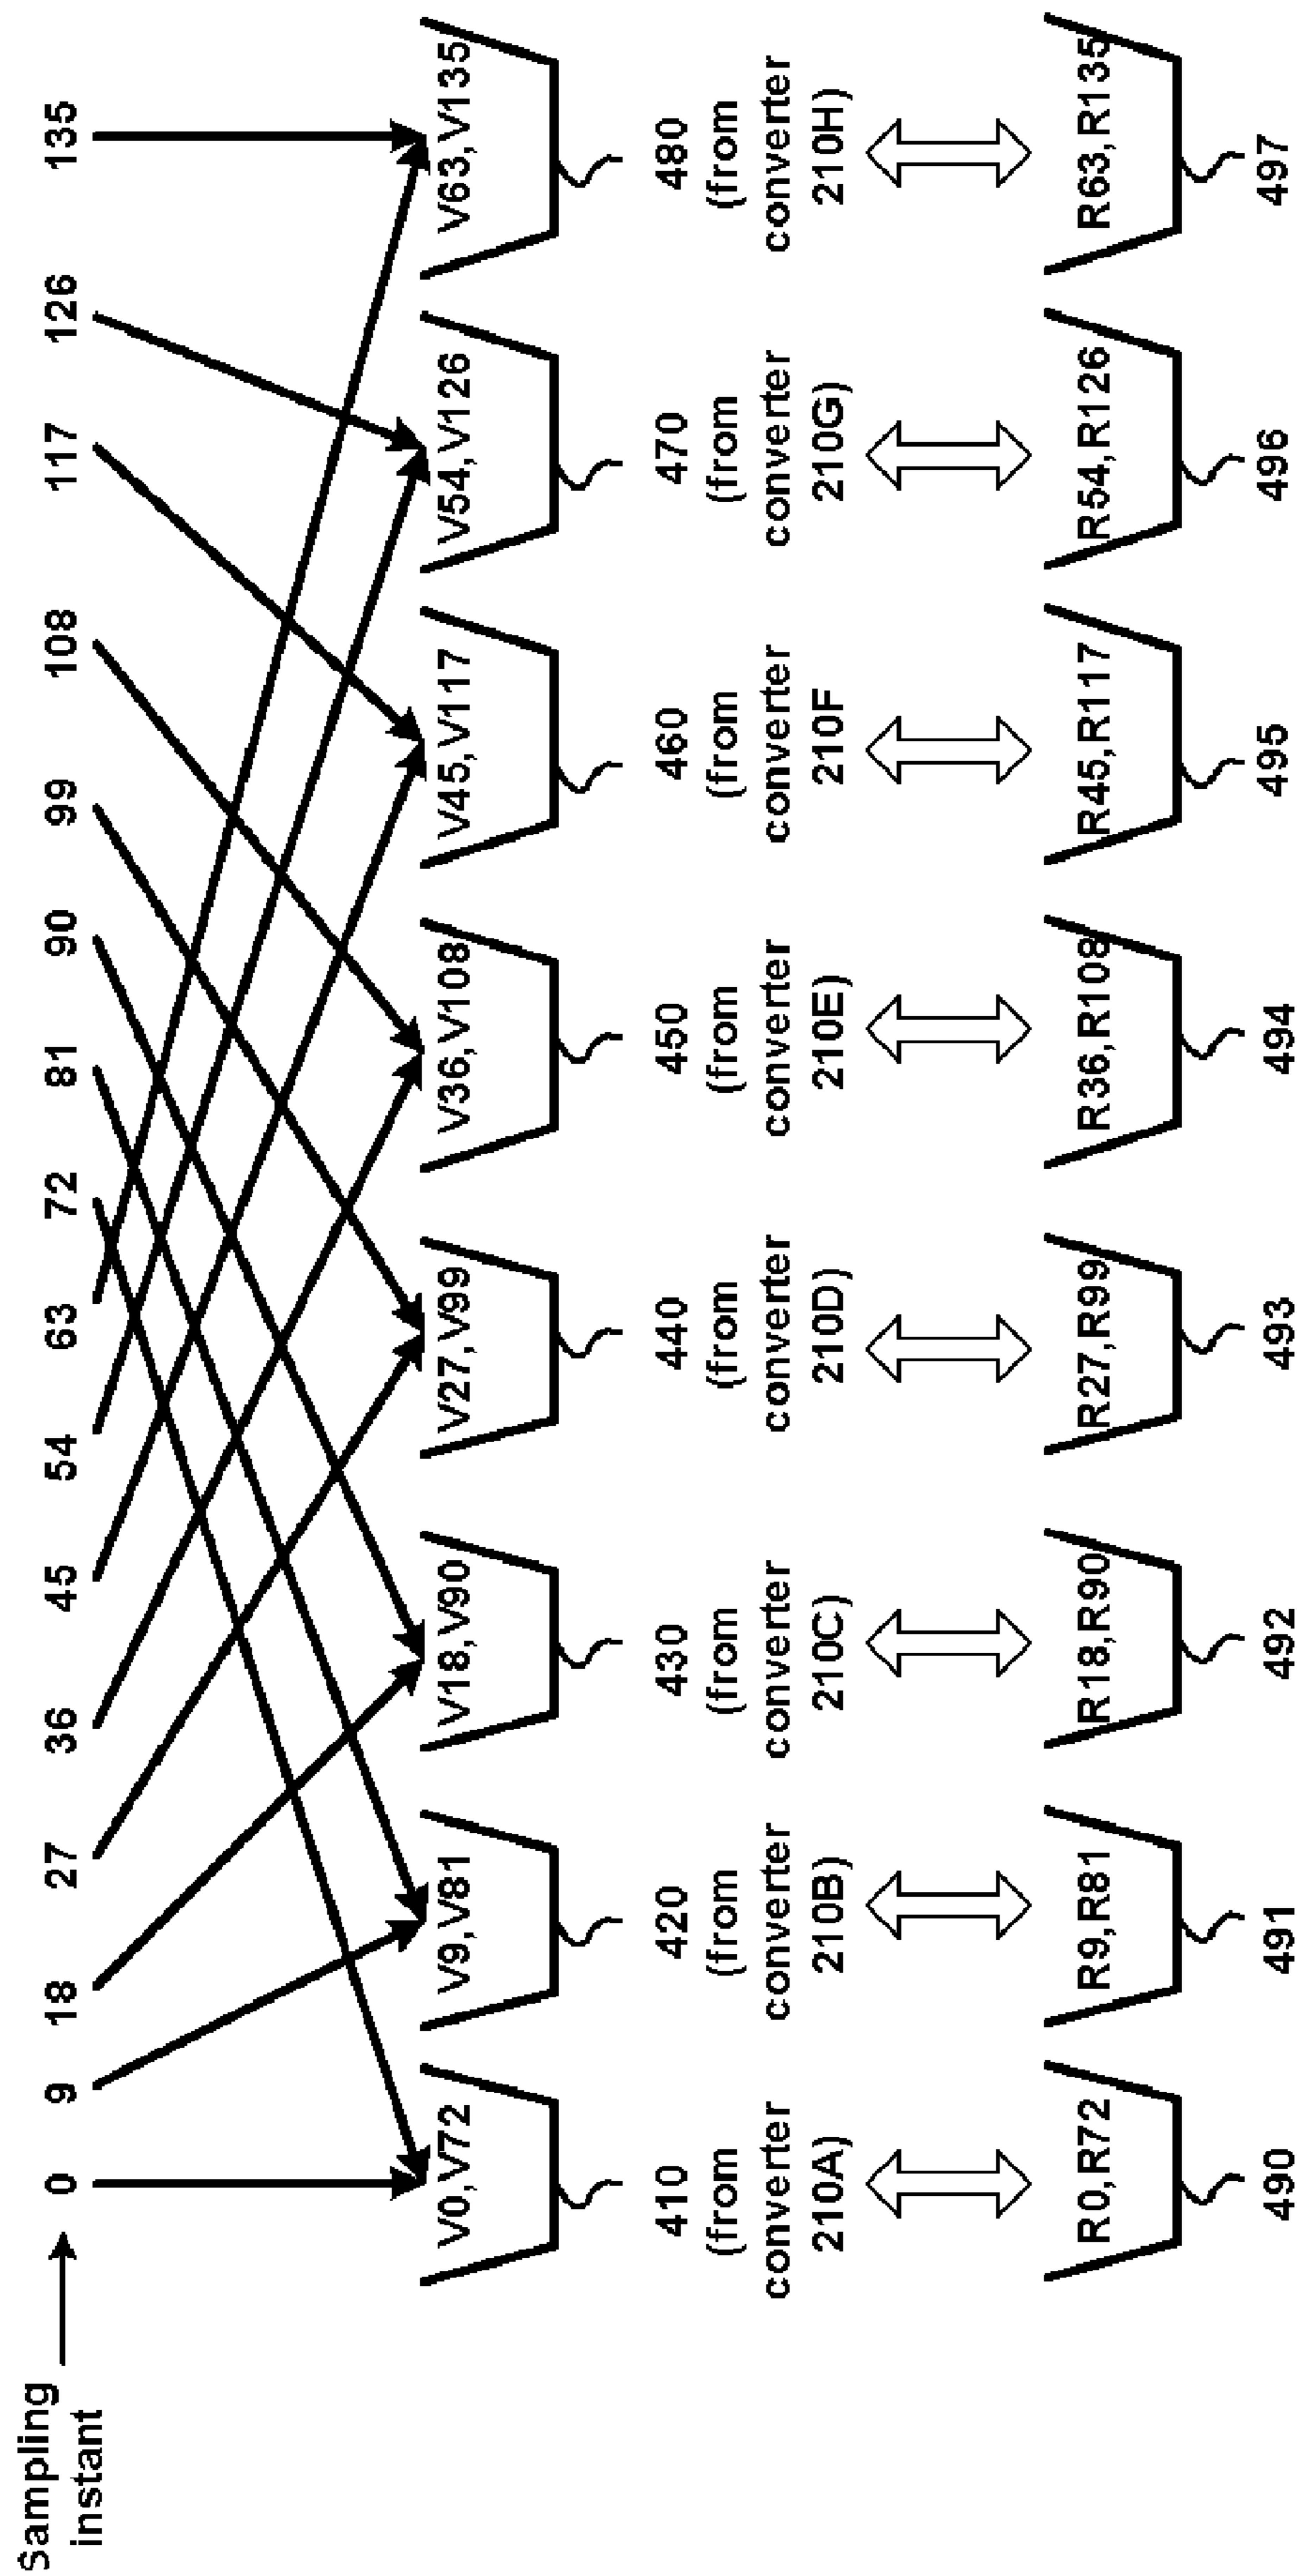 Sampling
instant
0 9 18 27 36 45 54 63 72 81 90 99 108 117 126 135
V0,V72 V9,V81 V18,V90 V27,V99 V36,V108 V45,V117 V54,V126 V63,V135
410 420 430 440 450 460 470 480
(from (from (from (from (from (from (from (from
converter converter converter converter converter converter converter converter
210A) 210B) 210C) 210D) 210E) 210F 210G) 210H)
R0,R72 R9,R81 R18,R90 R27,R99 R36,R108 R45,R117 R54,R126 R63,R135
490 491 492 493 494 495 496 497